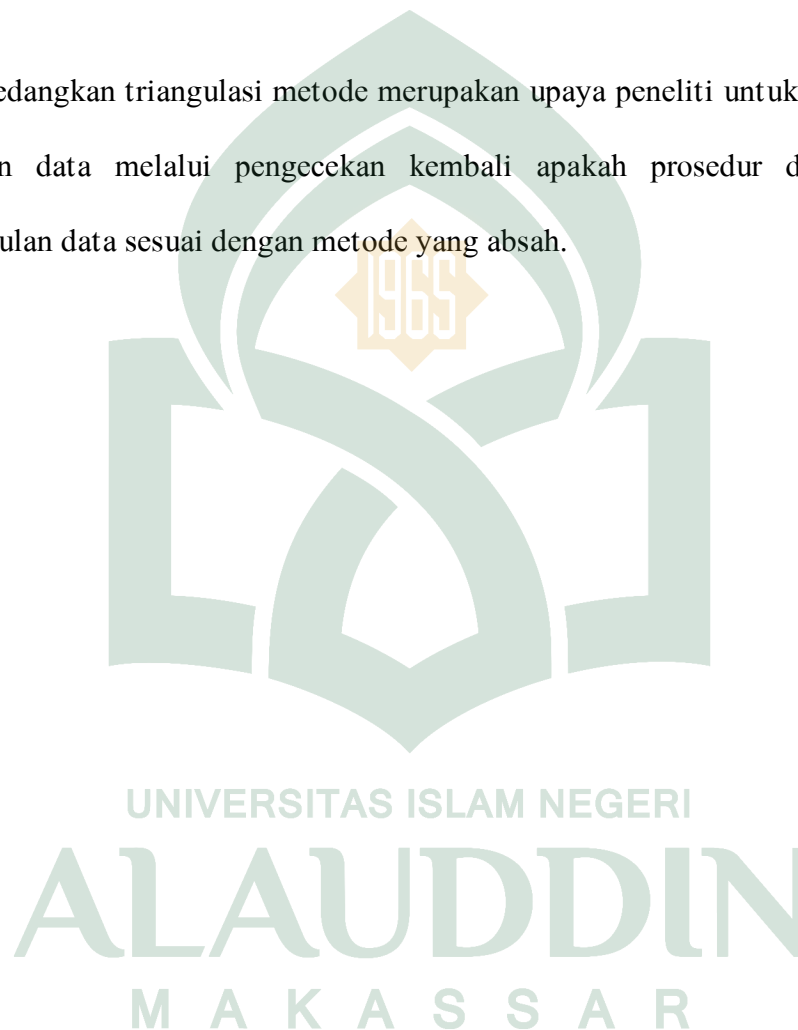 edangkan triangulasi metode merupakan upaya peneliti untuk
n data melalui pengecekan kembali apakah prosedur d
ulan data sesuai dengan metode yang absah.
1965
UNIVERSITAS ISLAM NEGERI
ALAUDDIN
MAKASSAR